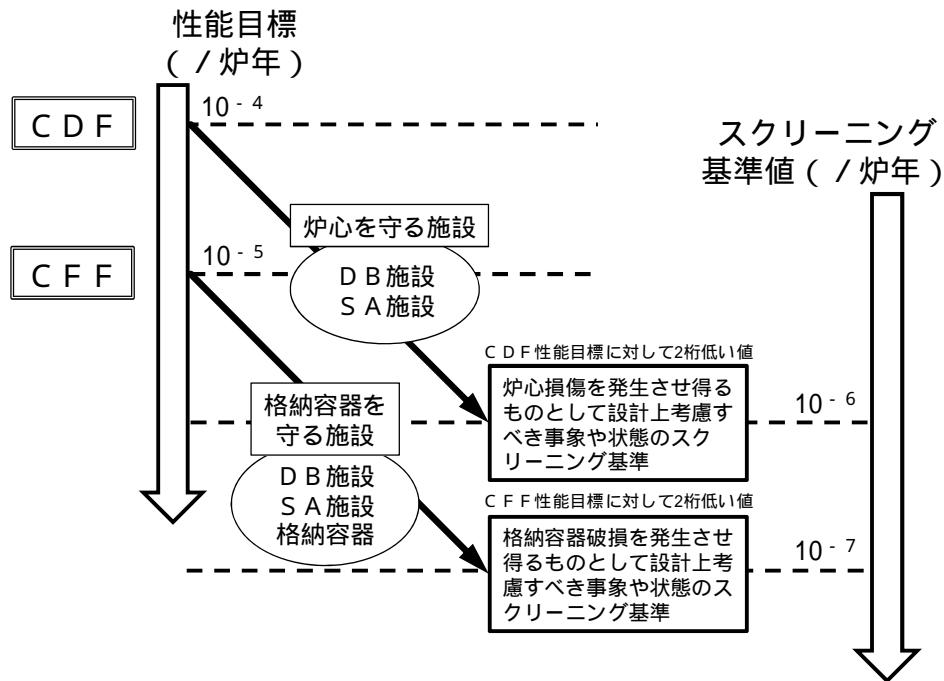 性能目標
（／炉年）
CDF
10⁻⁴
スクリーニング
基準値（／炉年）
炉心を守る施設
CFF
10⁻⁵
DB施設
SA施設
CDF性能目標に対して2桁低い値
炉心損傷を発生させ得る
ものとして設計上考慮す
べき事象や状態のスク
リーニング基準
10⁻⁶
格納容器を
守る施設
DB施設
SA施設
格納容器
CFF性能目標に対して2桁低い値
格納容器破損を発生させ
得るものとして設計上考
慮すべき事象や状態のス
クリーニング基準
10⁻⁷